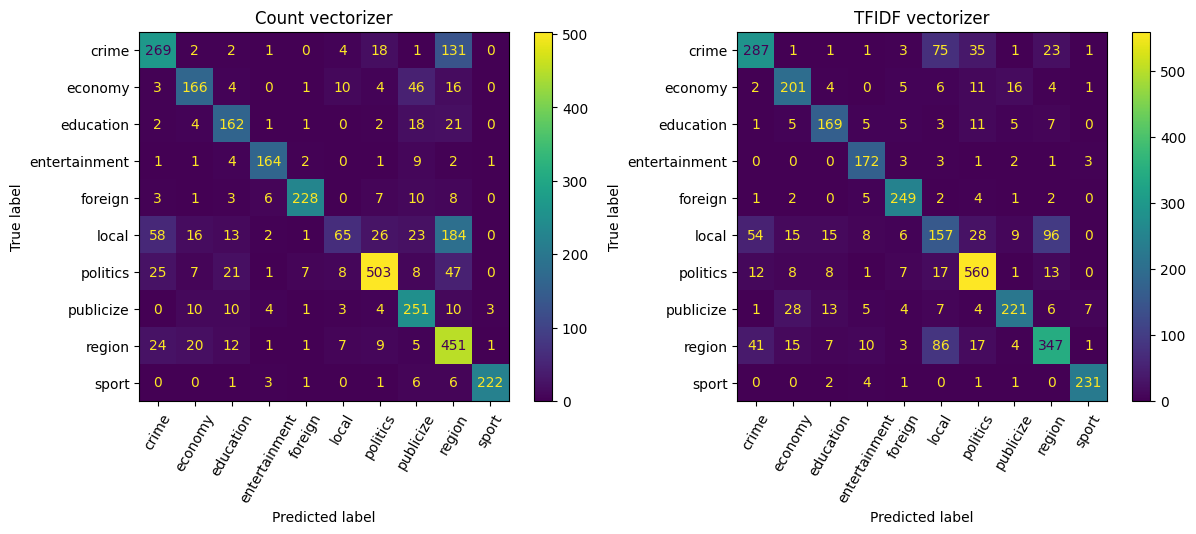 Count vectorizer
True label
crime 269 2 2 1 0 4 18 1 131 0
economy 3 166 4 0 1 10 4 46 16 0
education 2 4 162 1 1 0 2 18 21 0
entertainment 1 1 4 164 2 0 1 9 2 1
foreign 3 1 3 6 228 0 7 10 8 0
local 58 16 13 2 1 65 26 23 184 0
politics 25 7 21 1 7 8 503 8 47 0
publicize 0 10 10 4 1 3 4 251 10 3
region 24 20 12 1 1 7 9 5 451 1
sport 0 0 1 3 1 0 1 6 6 222
crime economy education entertainment foreign local politics publicize region sport
Predicted label
500
400
300
200
100
0
TFIDF vectorizer
True label
crime 287 1 1 1 3 75 35 1 23 1
economy 2 201 4 0 5 6 11 16 4 1
education 1 5 169 5 5 3 11 5 7 0
entertainment 0 0 0 172 3 3 1 2 1 3
foreign 1 2 0 5 249 2 4 1 2 0
local 54 15 15 8 6 157 28 9 96 0
politics 12 8 8 1 7 17 560 1 13 0
publicize 1 28 13 5 4 7 4 221 6 7
region 41 15 7 10 3 86 17 4 347 1
sport 0 0 2 4 1 0 1 1 0 231
crime economy education entertainment foreign local politics publicize region sport
Predicted label
500
400
300
200
100
0